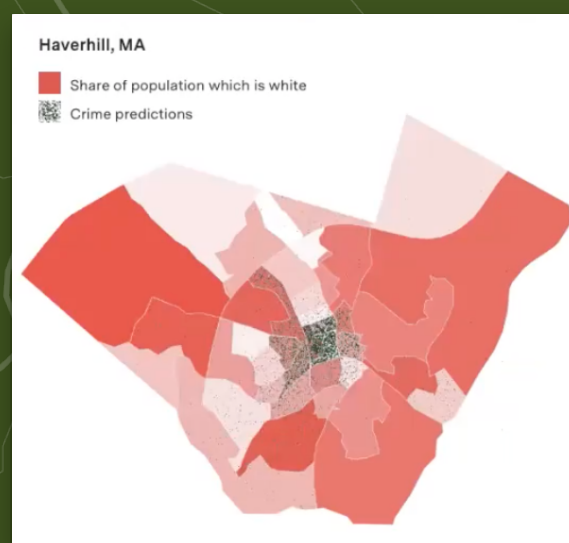 Haverhill, MA
Share of population which is white
Crime predictions